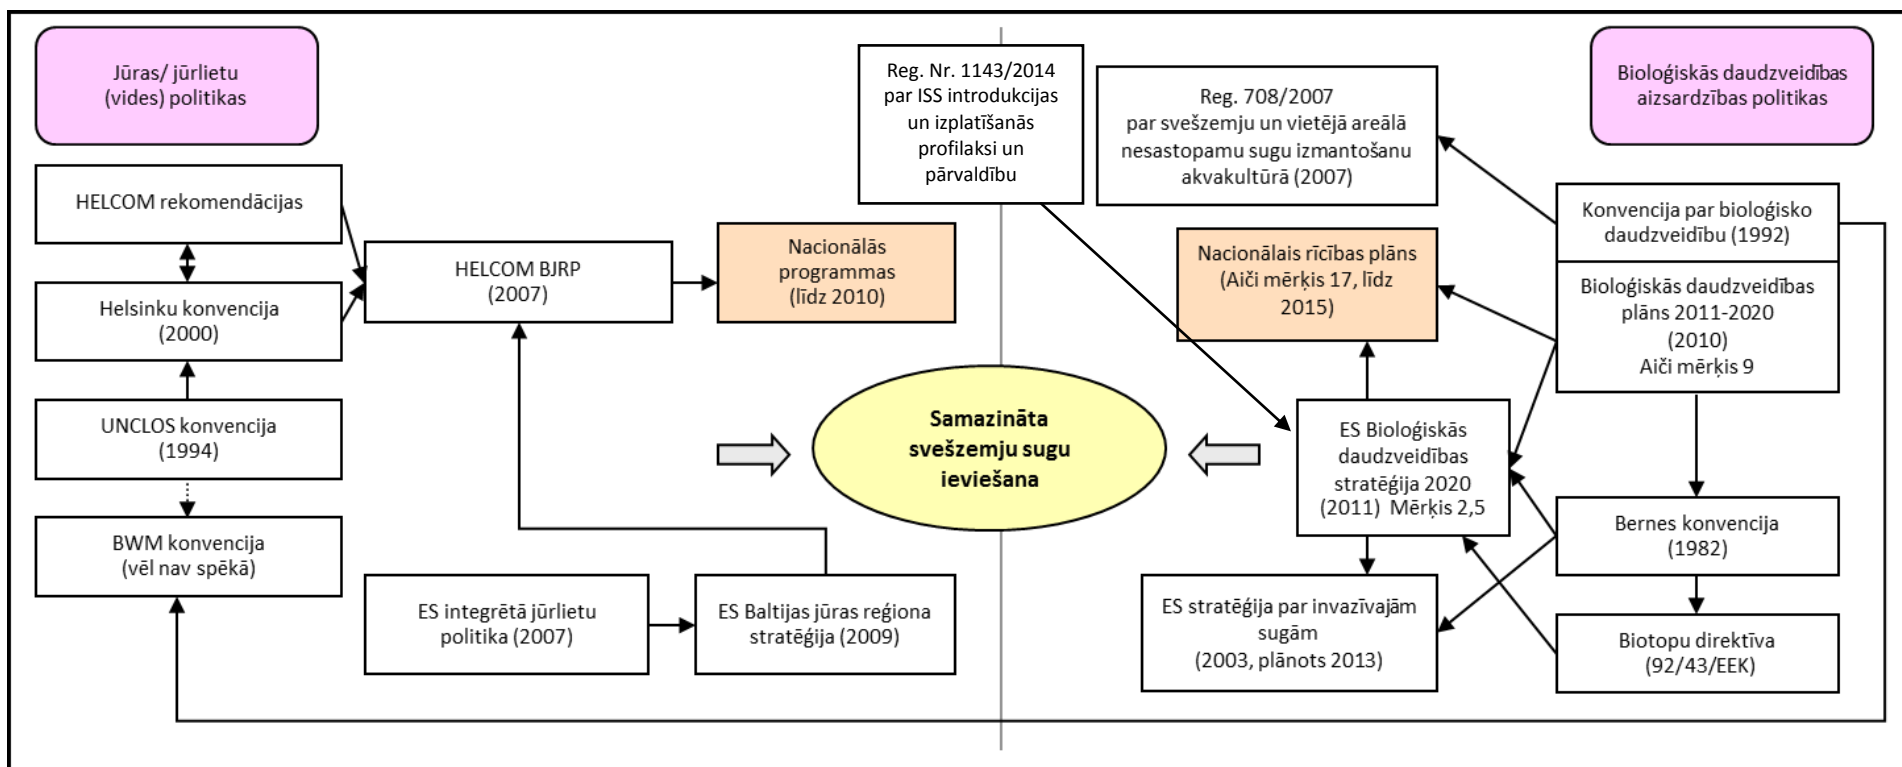 Jūras/ jūrlietu
(vides) politikas
HELCOM rekomendācijas
Helsinku konvencija
(2000)
UNCLOS konvencija
(1994)
BWM konvencija
(vēl nav spēkā)
HELCOM BJRP
(2007)
Nacionālās
programmas
(līdz 2010)
ES integrētā jūrlietu
politika (2007)
ES Baltijas jūras reģiona
stratēģija (2009)
Samazināta
svešzemju sugu
ieviešana
Reg. Nr. 1143/2014
par ISS introdukcijas
un izplatīšanās
profilaksi un
pārvaldību
Reg. 708/2007
par svešzemju un vietējā areālā
nesastopamu sugu izmantošanu
akvakultūrā (2007)
Nacionālais rīcības plāns
(Aiči mērķis 17, līdz
2015)
ES Bioloģiskās
daudzveidības
stratēģija 2020
(2011)  Mērķis 2,5
ES stratēģija par invazīvajām
sugām
(2003, plānots 2013)
Bioloģiskās daudzveidības
aizsardzības politikas
Konvencija par bioloģisko
daudzveidību (1992)
Bioloģiskās daudzveidības
plāns 2011-2020
(2010)
Aiči mērķis 9
Bernes konvencija
(1982)
Biotopu direktīva
(92/43/EEK)